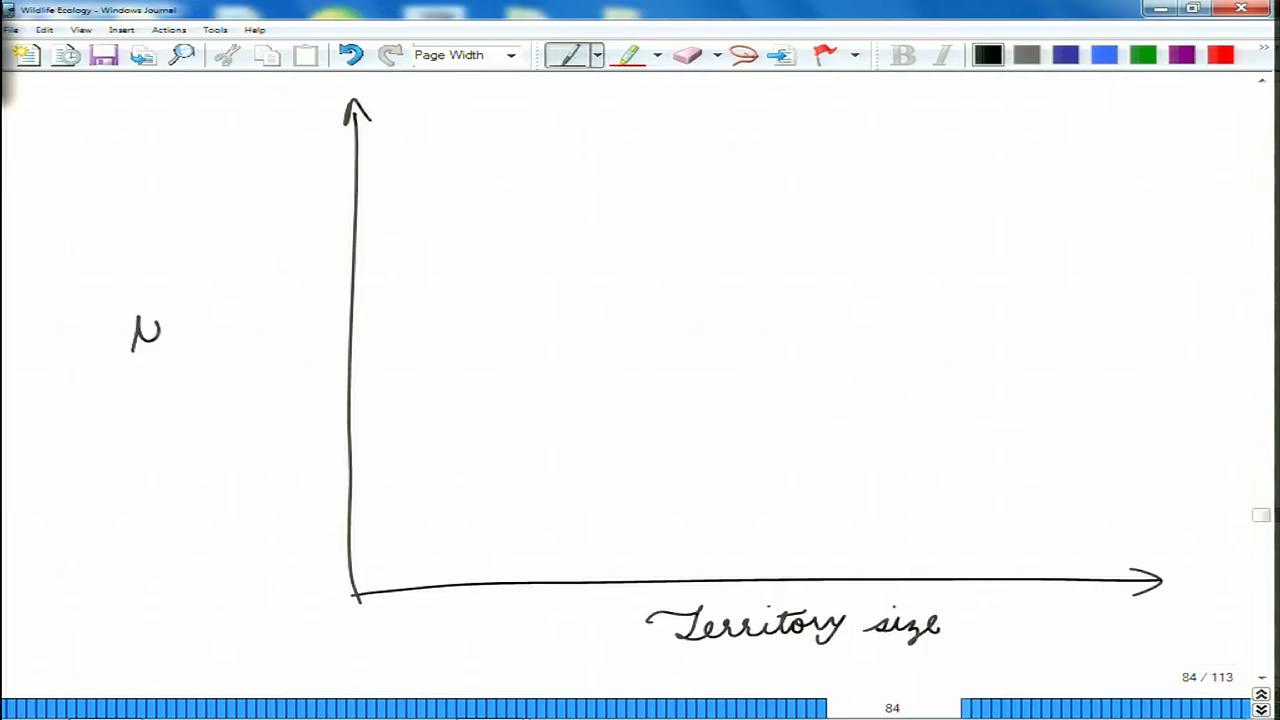 Wildlife Ecology - Windows Journal
File Edit View Insert Actions Tools Help
Page Width B I
N
Territory size
84 / 113
84